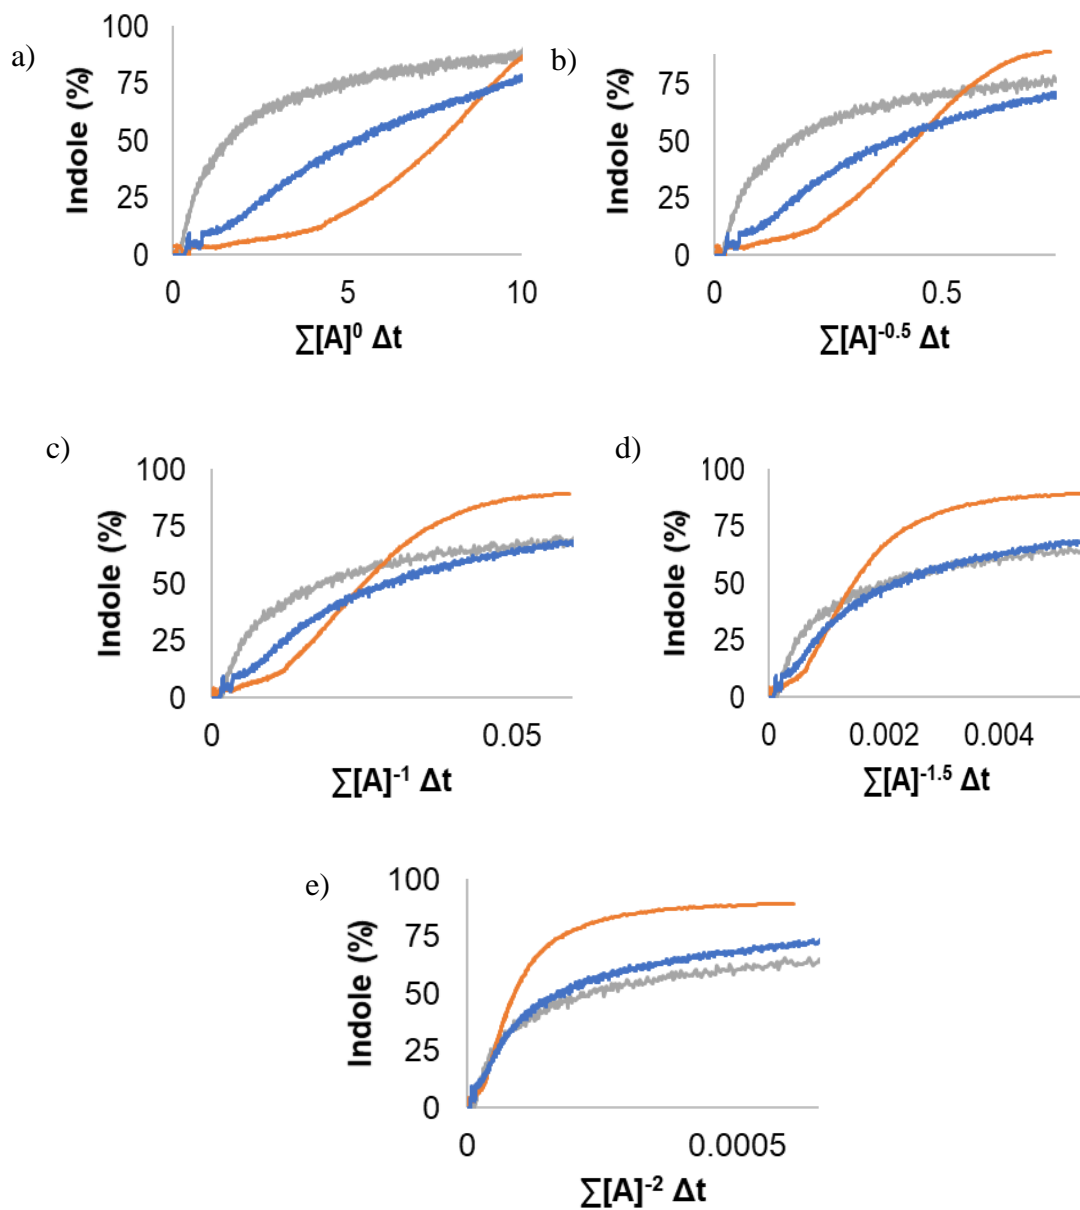 a)
100
75
50
25
0
Indole (%)
0 5 10
∑[A]⁰ Δt
b)
75
50
25
0
Indole (%)
0 0.5
∑[A]⁻⁰·⁵ Δt
c)
100
75
50
25
0
Indole (%)
0 0.05
∑[A]⁻¹ Δt
d)
100
75
50
25
0
Indole (%)
0 0.002 0.004
∑[A]⁻¹·⁵ Δt
e)
100
75
50
25
0
Indole (%)
0 0.0005
∑[A]⁻² Δt